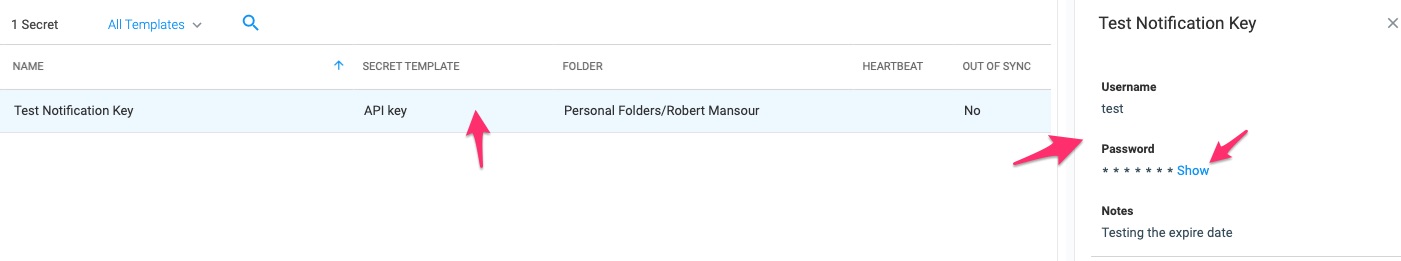 1 Secret All Templates
NAME SECRET TEMPLATE FOLDER HEARTBEAT OUT OF SYNC
Test Notification Key API key Personal Folders/Robert Mansour No
Test Notification Key
Username
test
Password
* * * * * * * Show
Notes
Testing the expire date